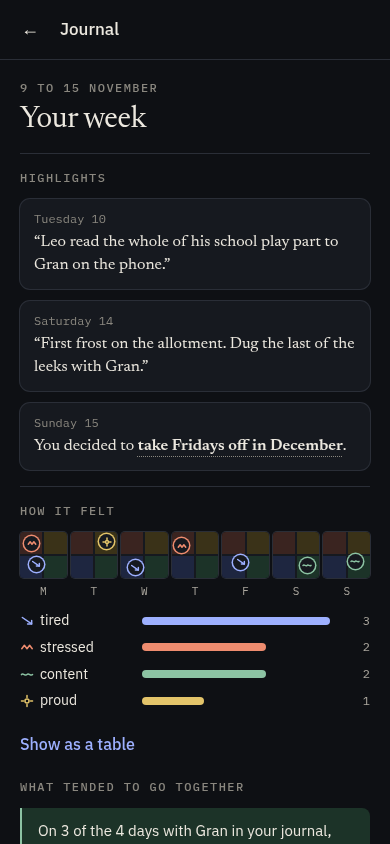 ← Journal
9 TO 15 NOVEMBER
Your week
HIGHLIGHTS
Tuesday 10
“Leo read the whole of his school play part to
Gran on the phone.”
Saturday 14
“First frost on the allotment. Dug the last of the
leeks with Gran.”
Sunday 15
You decided to take Fridays off in December.
HOW IT FELT
M T W T F S S
tired 3
stressed 2
content 2
proud 1
Show as a table
WHAT TENDED TO GO TOGETHER
On 3 of the 4 days with Gran in your journal,